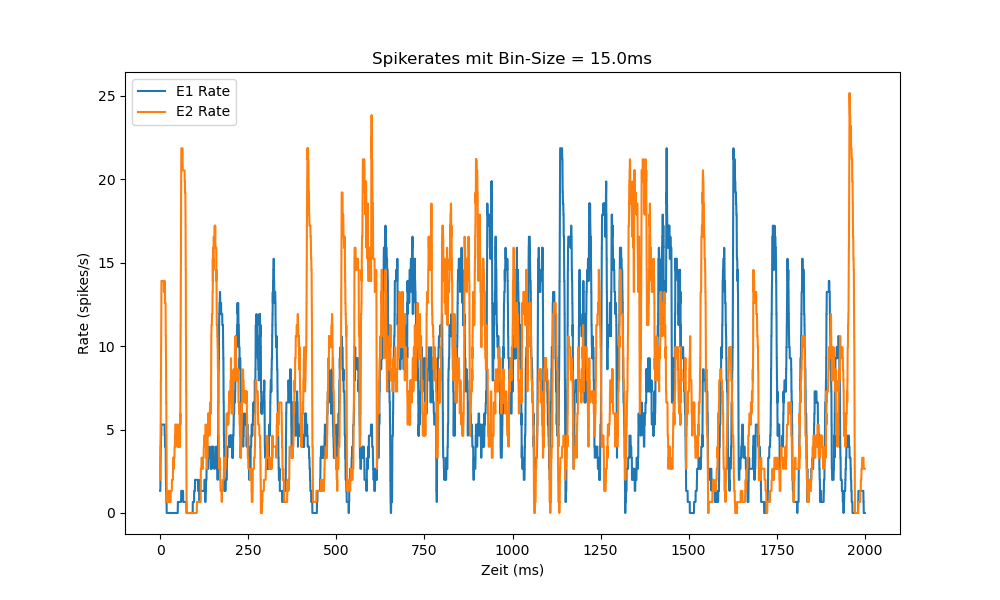 Spikerates mit Bin-Size = 15.0ms
E1 Rate
E2 Rate
Rate (spikes/s)
25
20
15
10
5
0
0 250 500 750 1000 1250 1500 1750 2000
Zeit (ms)